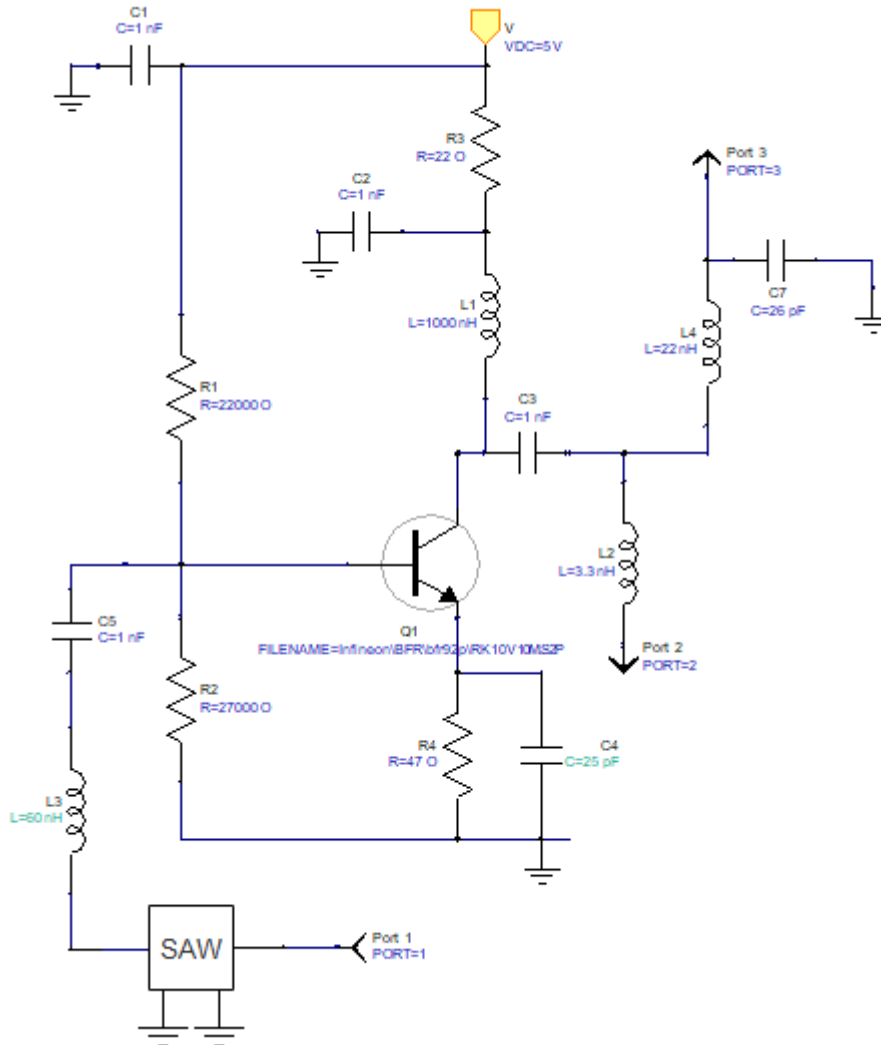 C1
C=1 nF
V
VDC=5 V
R3
R=22 O
Port 3
PORT=3
C2
C=1 nF
C7
C=26 pF
L1
L=1000 nH
L4
L=22 nH
R1
R=22000 O
C3
C=1 nF
L2
L=3.3 nH
C5
C=1 nF
Q1
FILENAME=Infineon\BFR\bfr92p\RK10V10M.S2P
Port 2
PORT=2
R2
R=27000 O
R4
R=47 O
C4
C=25 pF
L3
L=60 nH
SAW
Port 1
PORT=1